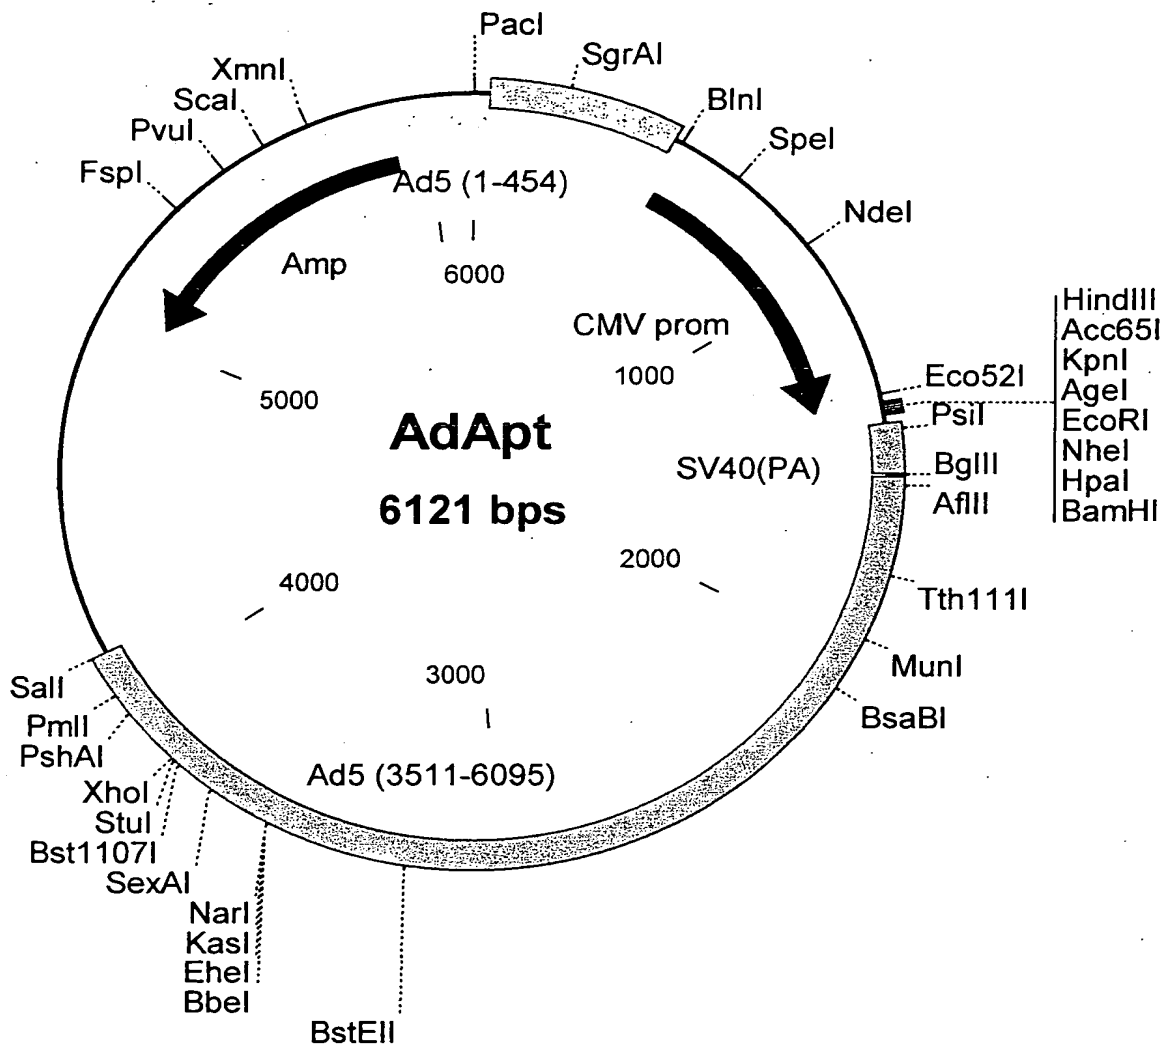 PacI
SgrAI
BlnI
SpeI
NdeI
XmnI
ScaI
PvuI
FspI
Ad5 (1-454)
Amp
6000
CMV prom
1000
5000
HindIII
Acc65I
KpnI
AgeI
EcoRI
NheI
HpaI
BamHI
Eco52I
PsiI
BglII
AflII
AdApt
6121 bps
SV40(PA)
2000
4000
3000
Tth111I
MunI
BsaBI
Ad5 (3511-6095)
SalI
PmlI
PshAI
XhoI
StuI
Bst1107I
SexAI
NarI
KasI
EheI
BbeI
BstEII